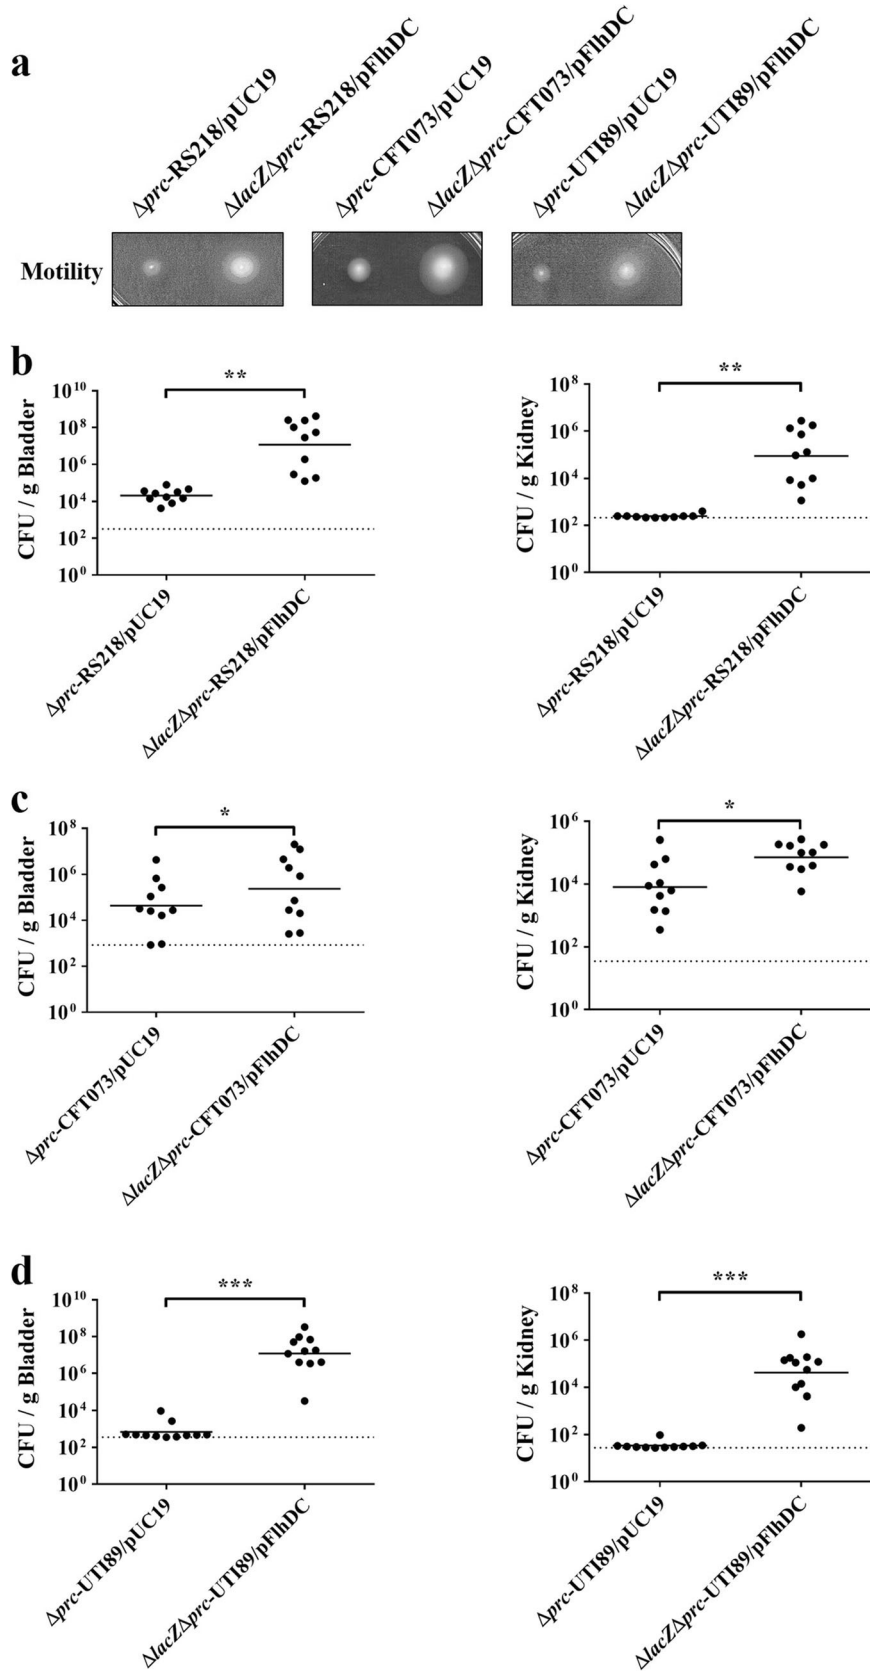 a
Δprc-RS218/pUC19
ΔlacZΔprc-RS218/pFlhDC
Δprc-CFT073/pUC19
ΔlacZΔprc-CFT073/pFlhDC
Δprc-UTI89/pUC19
ΔlacZΔprc-UTI89/pFlhDC
Motility
b
CFU / g Bladder
10^10
10^8
10^6
10^4
10^2
10^0
**
Δprc-RS218/pUC19
ΔlacZΔprc-RS218/pFlhDC
CFU / g Kidney
10^8
10^6
10^4
10^2
10^0
**
Δprc-RS218/pUC19
ΔlacZΔprc-RS218/pFlhDC
c
CFU / g Bladder
10^8
10^6
10^4
10^2
10^0
*
Δprc-CFT073/pUC19
ΔlacZΔprc-CFT073/pFlhDC
CFU / g Kidney
10^6
10^4
10^2
10^0
*
Δprc-CFT073/pUC19
ΔlacZΔprc-CFT073/pFlhDC
d
CFU / g Bladder
10^10
10^8
10^6
10^4
10^2
10^0
***
Δprc-UTI89/pUC19
ΔlacZΔprc-UTI89/pFlhDC
CFU / g Kidney
10^8
10^6
10^4
10^2
10^0
***
Δprc-UTI89/pUC19
ΔlacZΔprc-UTI89/pFlhDC